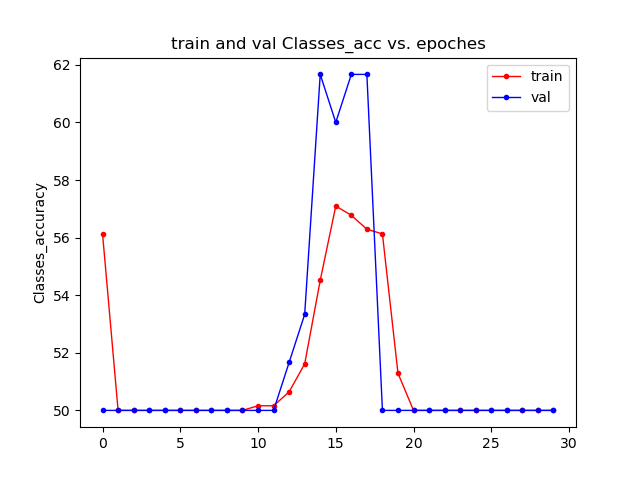 train and val Classes_acc vs. epoches
Classes_accuracy
62
60
58
56
54
52
50
0 5 10 15 20 25 30
train
val